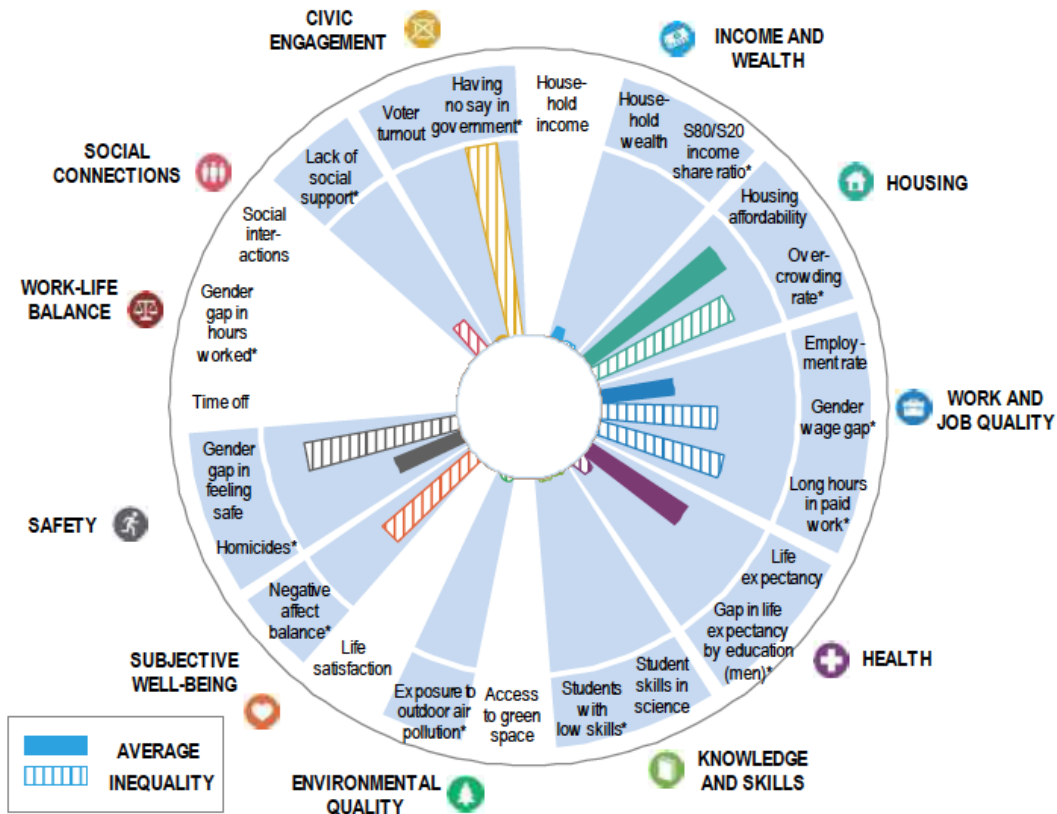 CIVIC
ENGAGEMENT
INCOME AND
WEALTH
HOUSING
WORK AND
JOB QUALITY
HEALTH
KNOWLEDGE
AND SKILLS
ENVIRONMENTAL
QUALITY
SUBJECTIVE
WELL-BEING
SAFETY
WORK-LIFE
BALANCE
SOCIAL
CONNECTIONS
House-
hold
income
House-
hold
wealth
S80/S20
income
share ratio*
Housing
affordability
Over-
crowding
rate*
Employ-
ment rate
Gender
wage gap*
Long hours
in paid
work*
Life
expectancy
Gap in life
expectancy
by education
(men)*
Student
skills in
science
Students
with
low skills*
Access
to green
space
Exposure to
outdoor air
pollution*
Life
satisfaction
Negative
affect
balance*
Homicides*
Gender
gap in
feeling
safe
Time off
Gender
gap in
hours
worked*
Social
inter-
actions
Lack of
social
support*
Voter
turnout
Having
no say in
government*
AVERAGE
INEQUALITY